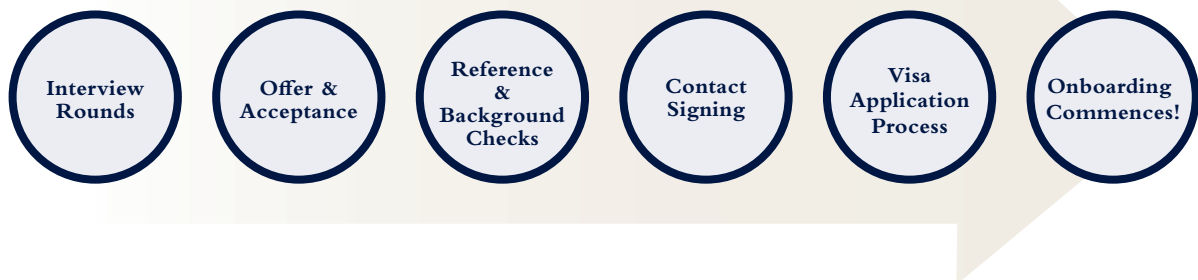 Interview
Rounds
Offer &
Acceptance
Reference
&
Background
Checks
Contact
Signing
Visa
Application
Process
Onboarding
Commences!